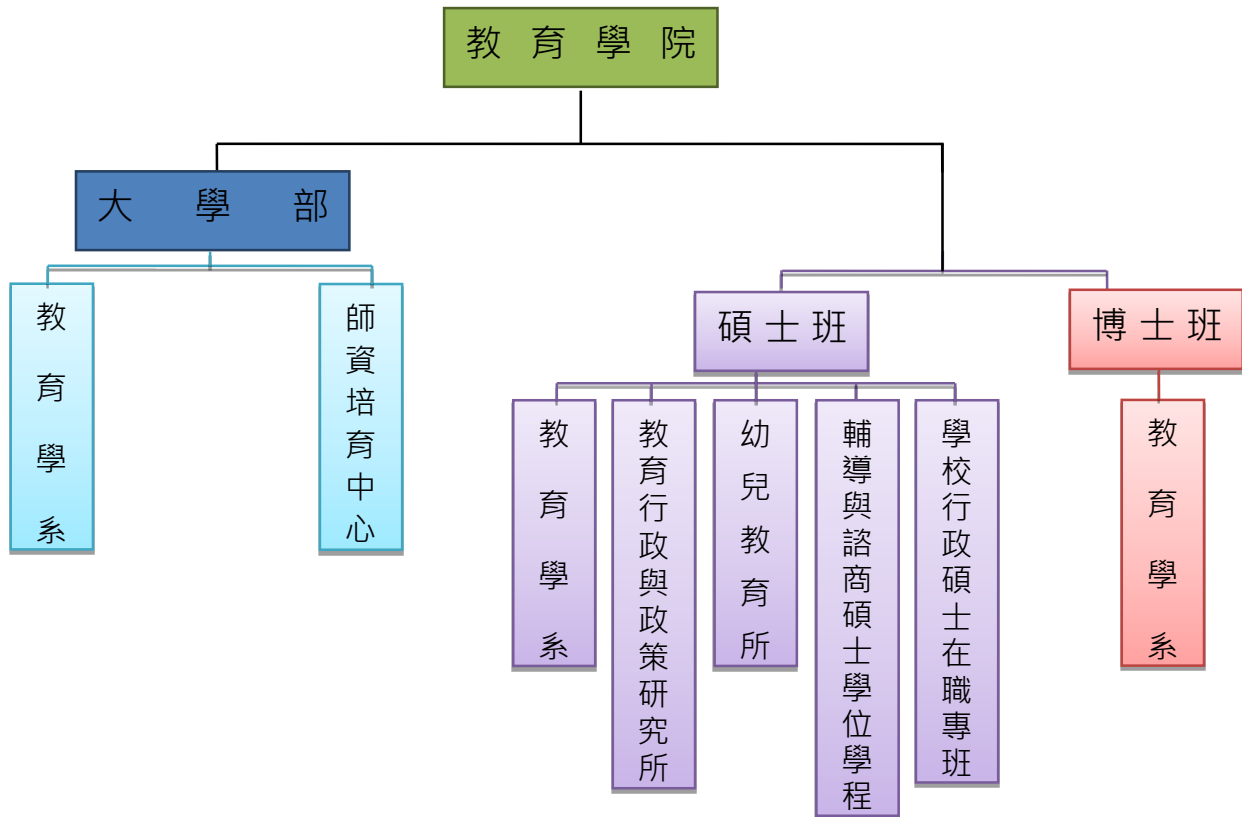 教育學院
大學部
教育學系
師資培育中心
碩士班
博士班
教育學系
教育行政與政策研究所
幼兒教育所
輔導與諮商碩士學位學程
學校行政碩士在職專班
教育學系